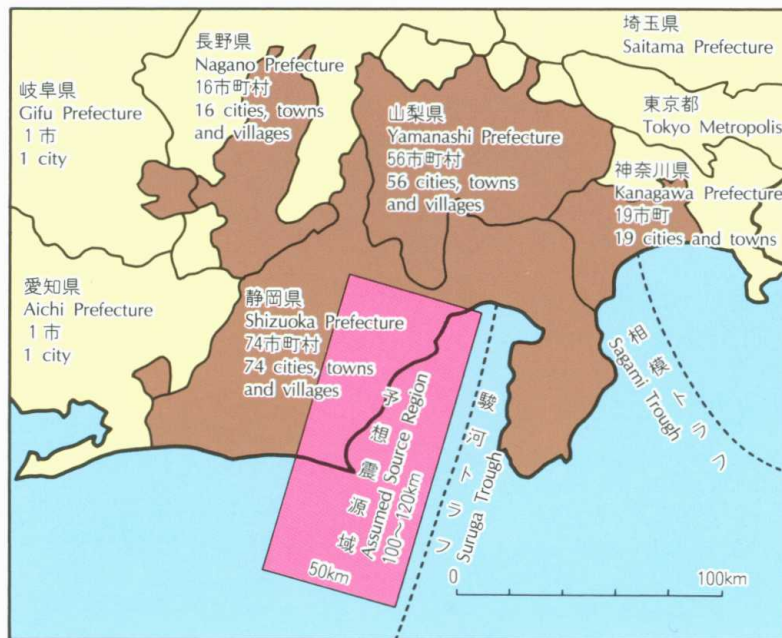 長野県
Nagano Prefecture
16市町村
16 cities, towns
and villages
埼玉県
Saitama Prefecture
岐阜県
Gifu Prefecture
1市
1 city
山梨県
Yamanashi Prefecture
56市町村
56 cities, towns
and villages
東京都
Tokyo Metropolis
神奈川県
Kanagawa Prefecture
19市町
19 cities and towns
愛知県
Aichi Prefecture
1市
1 city
静岡県
Shizuoka Prefecture
74市町村
74 cities, towns
and villages
予想震源域
Assumed Source Region
100～120km
50km
駿河トラフ
Suruga Trough
相模トラフ
Sagami Trough
0
100km